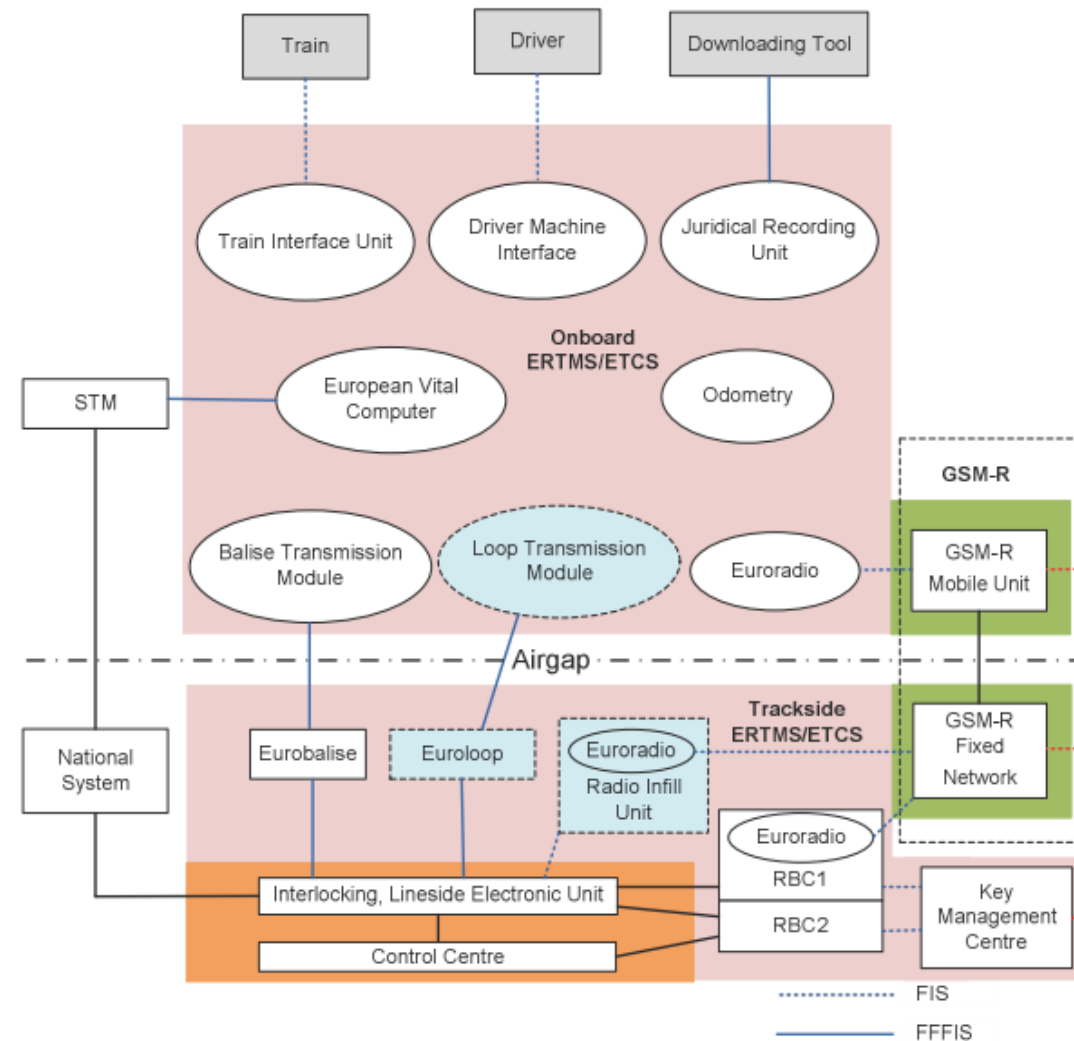 Train
Driver
Downloading Tool
Train Interface Unit
Driver Machine
Interface
Juridical Recording
Unit
Onboard
ERTMS/ETCS
STM
European Vital
Computer
Odometry
GSM-R
Balise Transmission
Module
Loop Transmission
Module
Euroradio
GSM-R
Mobile Unit
Airgap
Trackside
ERTMS/ETCS
National
System
Eurobalise
Euroloop
Euroradio
Radio Infill
Unit
GSM-R
Fixed
Network
Euroradio
RBC1
RBC2
Interlocking, Lineside Electronic Unit
Control Centre
Key
Management
Centre
FIS
FFFIS